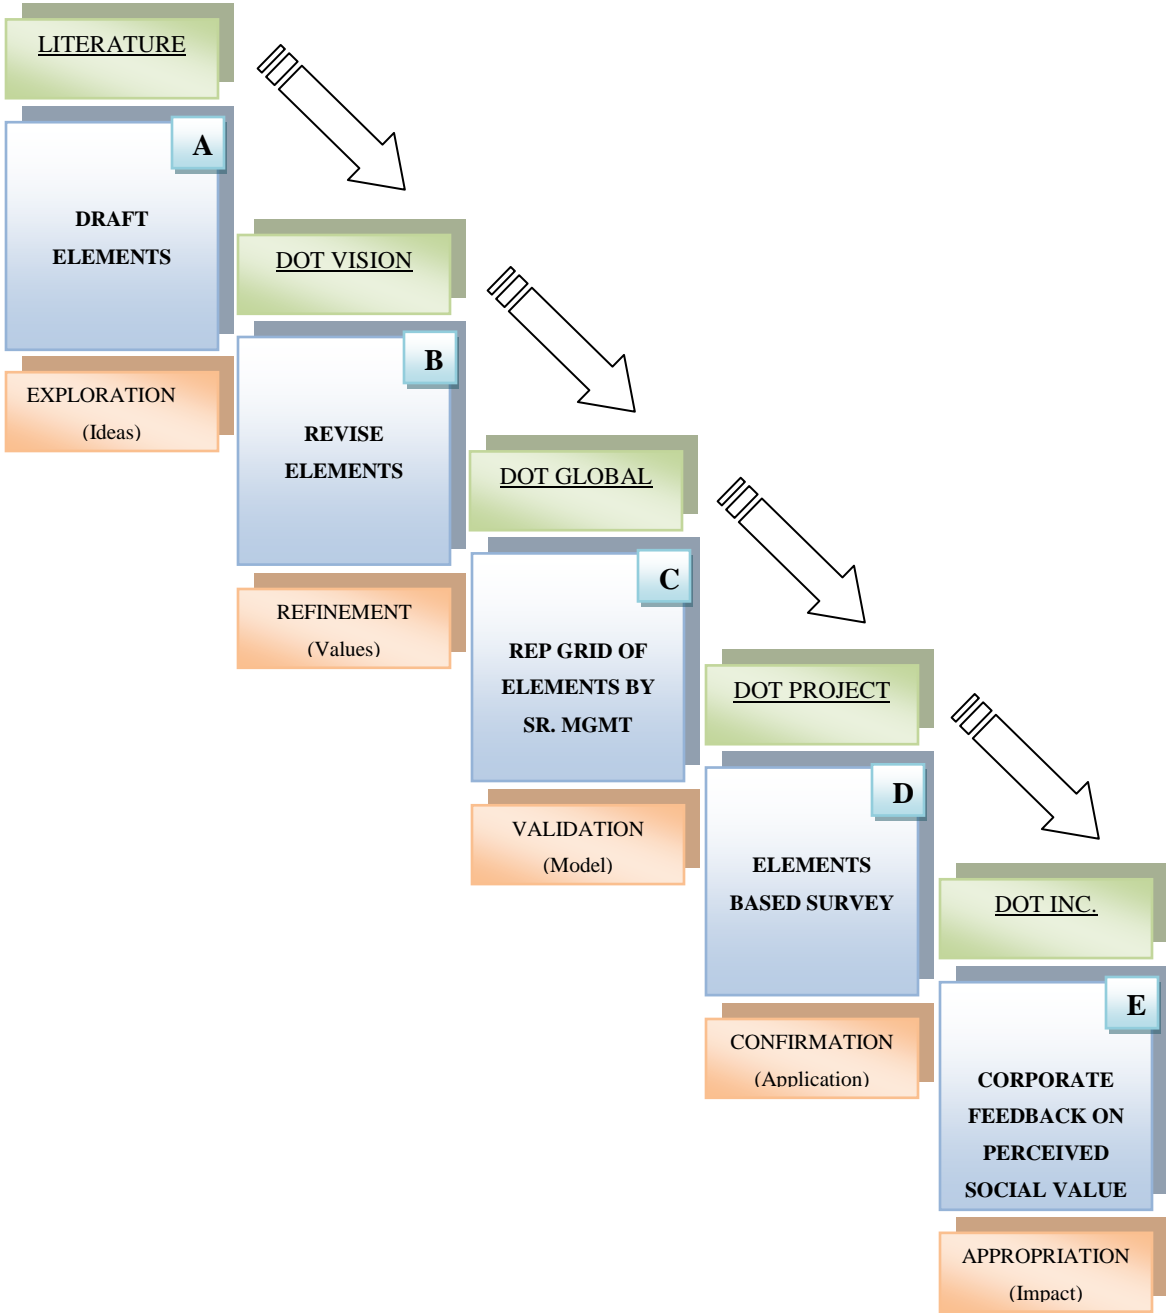 LITERATURE
A
DRAFT
ELEMENTS
EXPLORATION
(Ideas)
DOT VISION
B
REVISE
ELEMENTS
REFINEMENT
(Values)
DOT GLOBAL
C
REP GRID OF
ELEMENTS BY
SR. MGMT
VALIDATION
(Model)
DOT PROJECT
D
ELEMENTS
BASED SURVEY
CONFIRMATION
(Application)
DOT INC.
E
CORPORATE
FEEDBACK ON
PERCEIVED
SOCIAL VALUE
APPROPRIATION
(Impact)